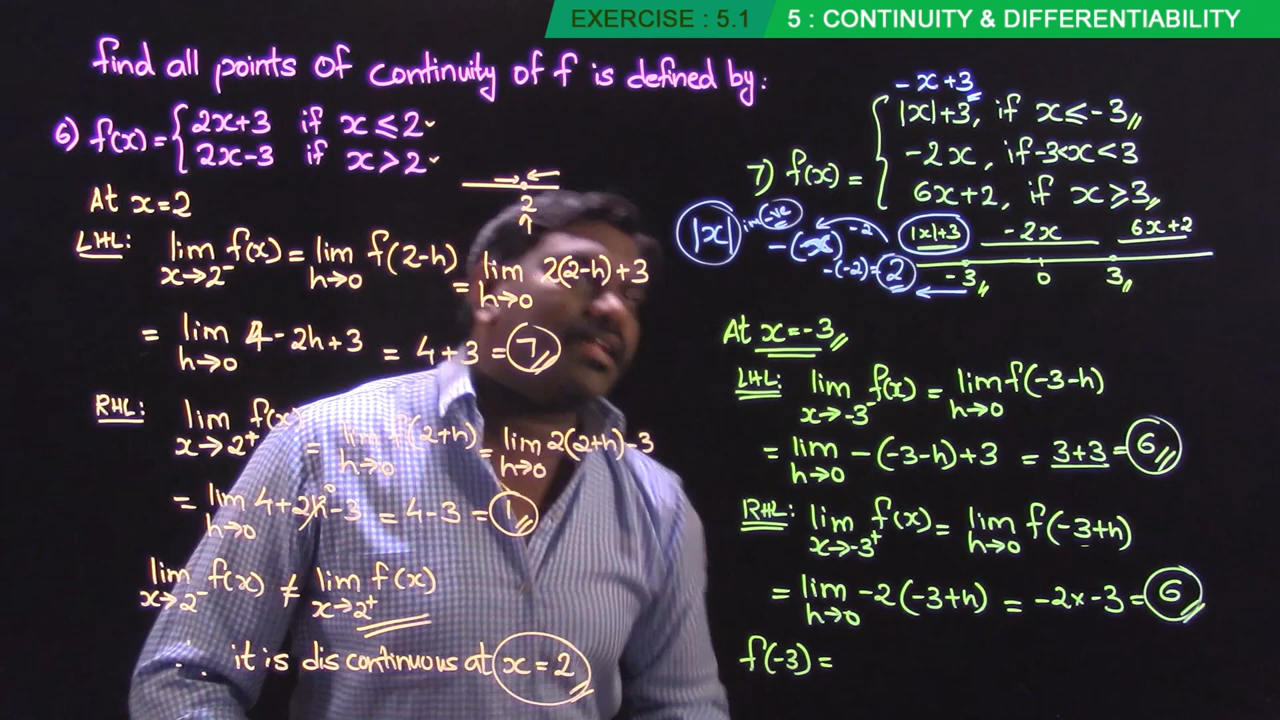 EXERCISE : 5.1
5 : CONTINUITY & DIFFERENTIABILITY
find all points of continuity of f is defined by:
6) f(x) = { 2x+3 if x ≤ 2
2x-3 if x > 2
At x=2
2
LHL: lim x→2⁻ f(x) = lim h→0 f(2-h) = lim h→0 2(2-h)+3
= lim h→0 4-2h+3 = 4+3 = 7
RHL: lim x→2⁺ f(x) = lim h→0 f(2+h) = lim h→0 2(2+h)-3
= lim h→0 4+2h⁰-3 = 4-3 = 1
lim x→2⁻ f(x) ≠ lim x→2⁺ f(x)
∴ it is discontinuous at x=2
-x+3
7) f(x) = { |x|+3, if x ≤ -3
-2x, if -3<x<3
6x+2, if x ≥ 3
|x| -ve -(-x) -2
-(-2)=2
|x|+3 -2x 6x+2
-3 0 3
At x=-3
LHL: lim x→-3⁻ f(x) = lim h→0 f(-3-h)
= lim h→0 -(-3-h)+3 = 3+3 = 6
RHL: lim x→-3⁺ f(x) = lim h→0 f(-3+h)
= lim h→0 -2(-3+h) = -2×-3 = 6
f(-3) =